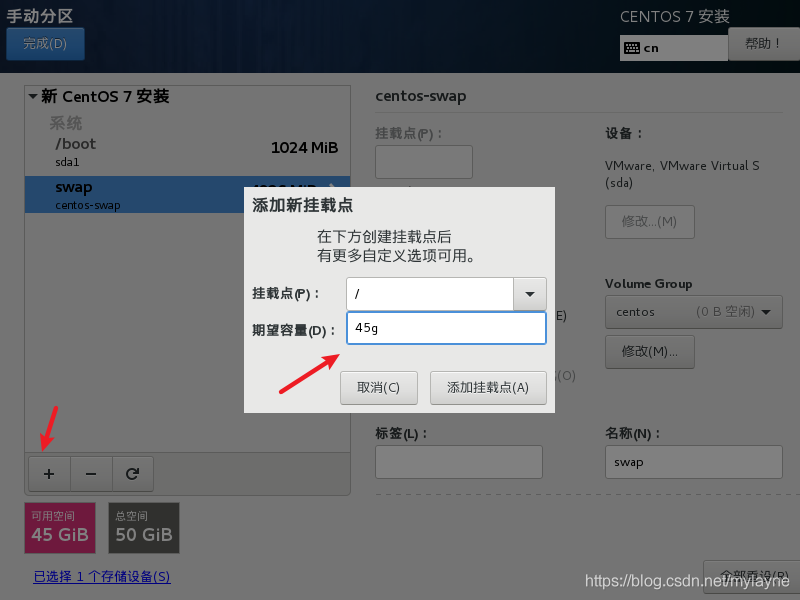 手动分区
CENTOS 7 安装
完成(D)
cn
帮助！
新 CentOS 7 安装
系统
/boot
1024 MiB
sda1
swap
centos-swap
centos-swap
挂载点(P)：
设备：
VMware, VMware Virtual S
(sda)
修改...(M)
Volume Group
centos (0 B 空闲)
修改(M)...
添加新挂载点
在下方创建挂载点后
有更多自定义选项可用。
挂载点(P)：
/
期望容量(D)：
45g
取消(C)
添加挂载点(A)
E)
(O)
标签(L)：
名称(N)：
swap
可用空间
45 GiB
总空间
50 GiB
已选择 1 个存储设备(S)
https://blog.csdn.net/mylayne